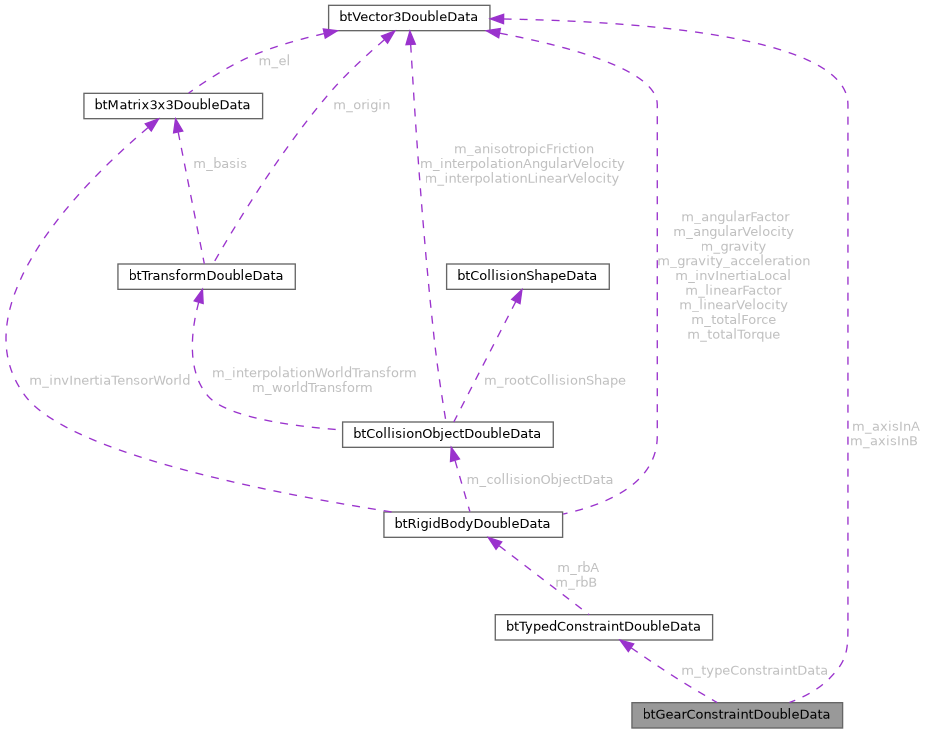 btVector3DoubleData
m_el
btMatrix3x3DoubleData
m_origin
m_anisotropicFriction
m_interpolationAngularVelocity
m_interpolationLinearVelocity
m_basis
m_angularFactor
m_angularVelocity
m_gravity
m_gravity_acceleration
m_invInertiaLocal
m_linearFactor
m_linearVelocity
m_totalForce
m_totalTorque
btTransformDoubleData
btCollisionShapeData
m_invInertiaTensorWorld
m_interpolationWorldTransform
m_worldTransform
m_rootCollisionShape
m_axisInA
m_axisInB
btCollisionObjectDoubleData
m_collisionObjectData
btRigidBodyDoubleData
m_rbA
m_rbB
btTypedConstraintDoubleData
m_typeConstraintData
btGearConstraintDoubleData